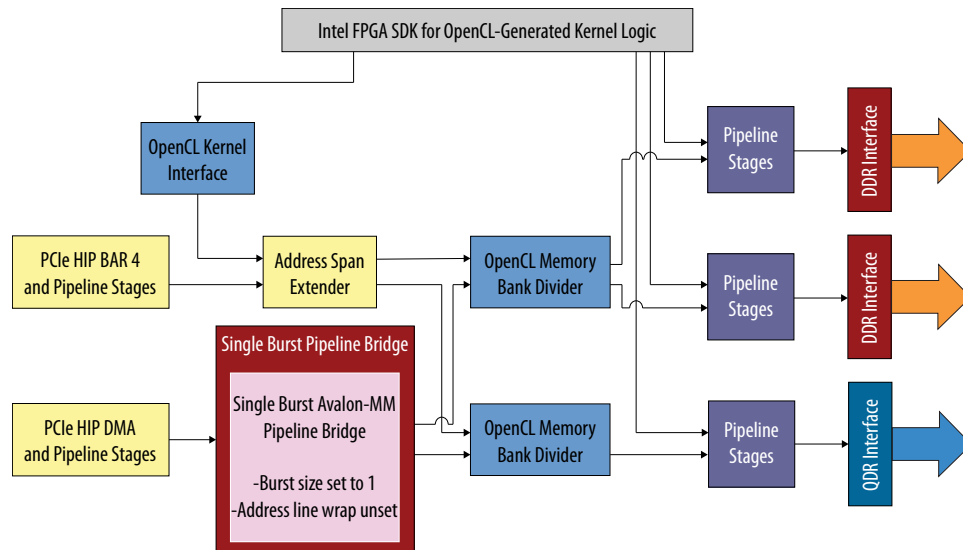 Intel FPGA SDK for OpenCL-Generated Kernel Logic
OpenCL Kernel
Interface
Pipeline
Stages
DDR Interface
PCIe HIP BAR 4
and Pipeline Stages
Address Span
Extender
OpenCL Memory
Bank Divider
Pipeline
Stages
DDR Interface
Single Burst Pipeline Bridge
Single Burst Avalon-MM
Pipeline Bridge
-Burst size set to 1
-Address line wrap unset
PCIe HIP DMA
and Pipeline Stages
OpenCL Memory
Bank Divider
Pipeline
Stages
QDR Interface